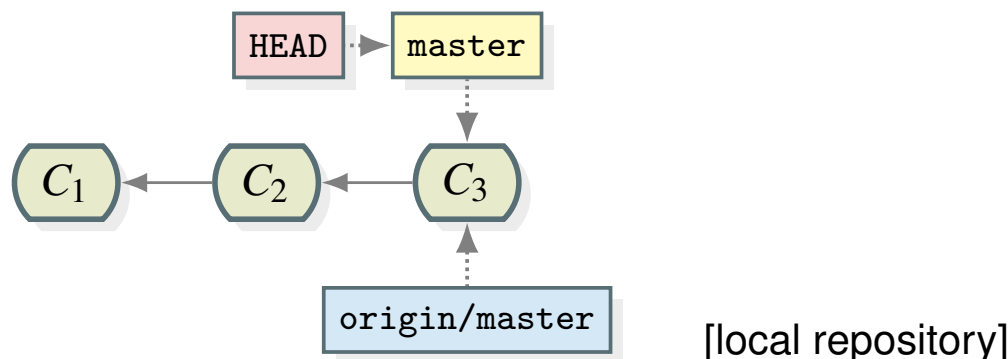 HEAD master
C₁ C₂ C₃
origin/master
[local repository]